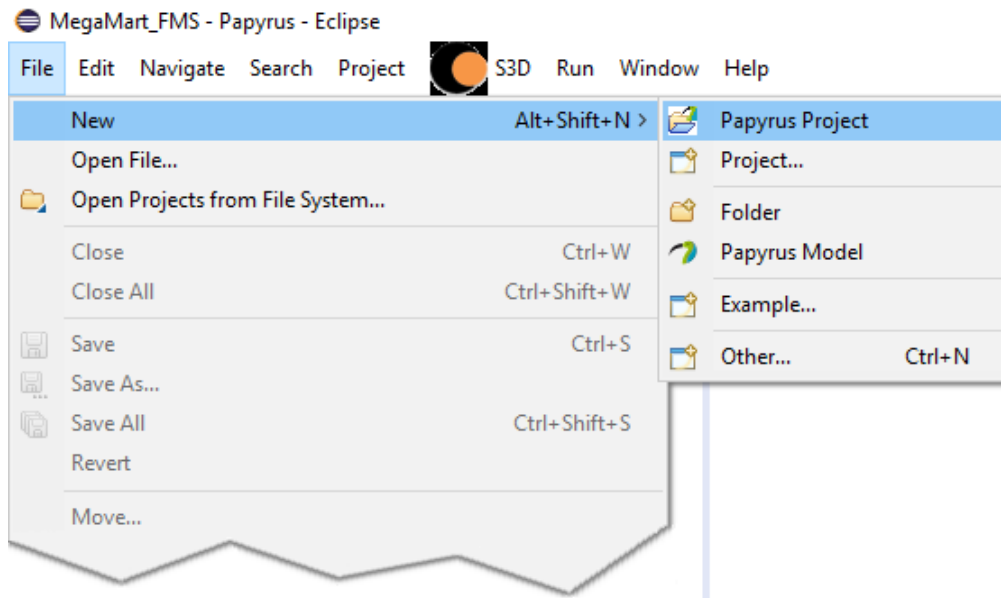 MegaMart_FMS - Papyrus - Eclipse
File Edit Navigate Search Project S3D Run Window Help
New Alt+Shift+N >
Open File...
Open Projects from File System...
Close Ctrl+W
Close All Ctrl+Shift+W
Save Ctrl+S
Save As...
Save All Ctrl+Shift+S
Revert
Move...
Papyrus Project
Project...
Folder
Papyrus Model
Example...
Other... Ctrl+N